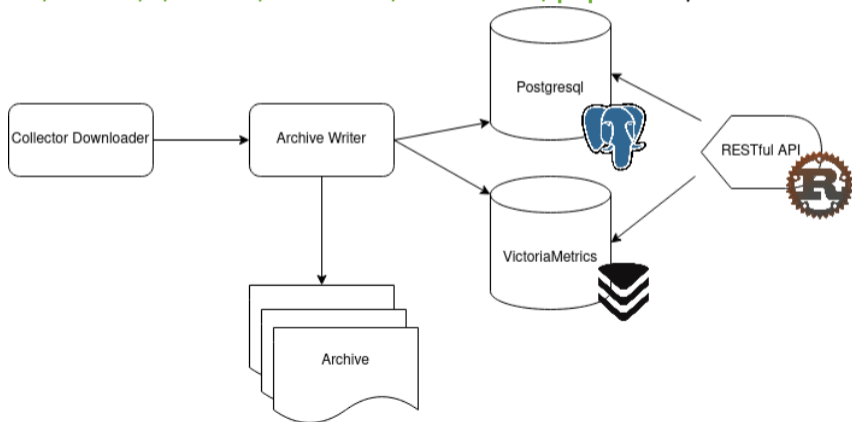 Collector Downloader
Archive Writer
Postgresql
RESTful API
VictoriaMetrics
Archive
R